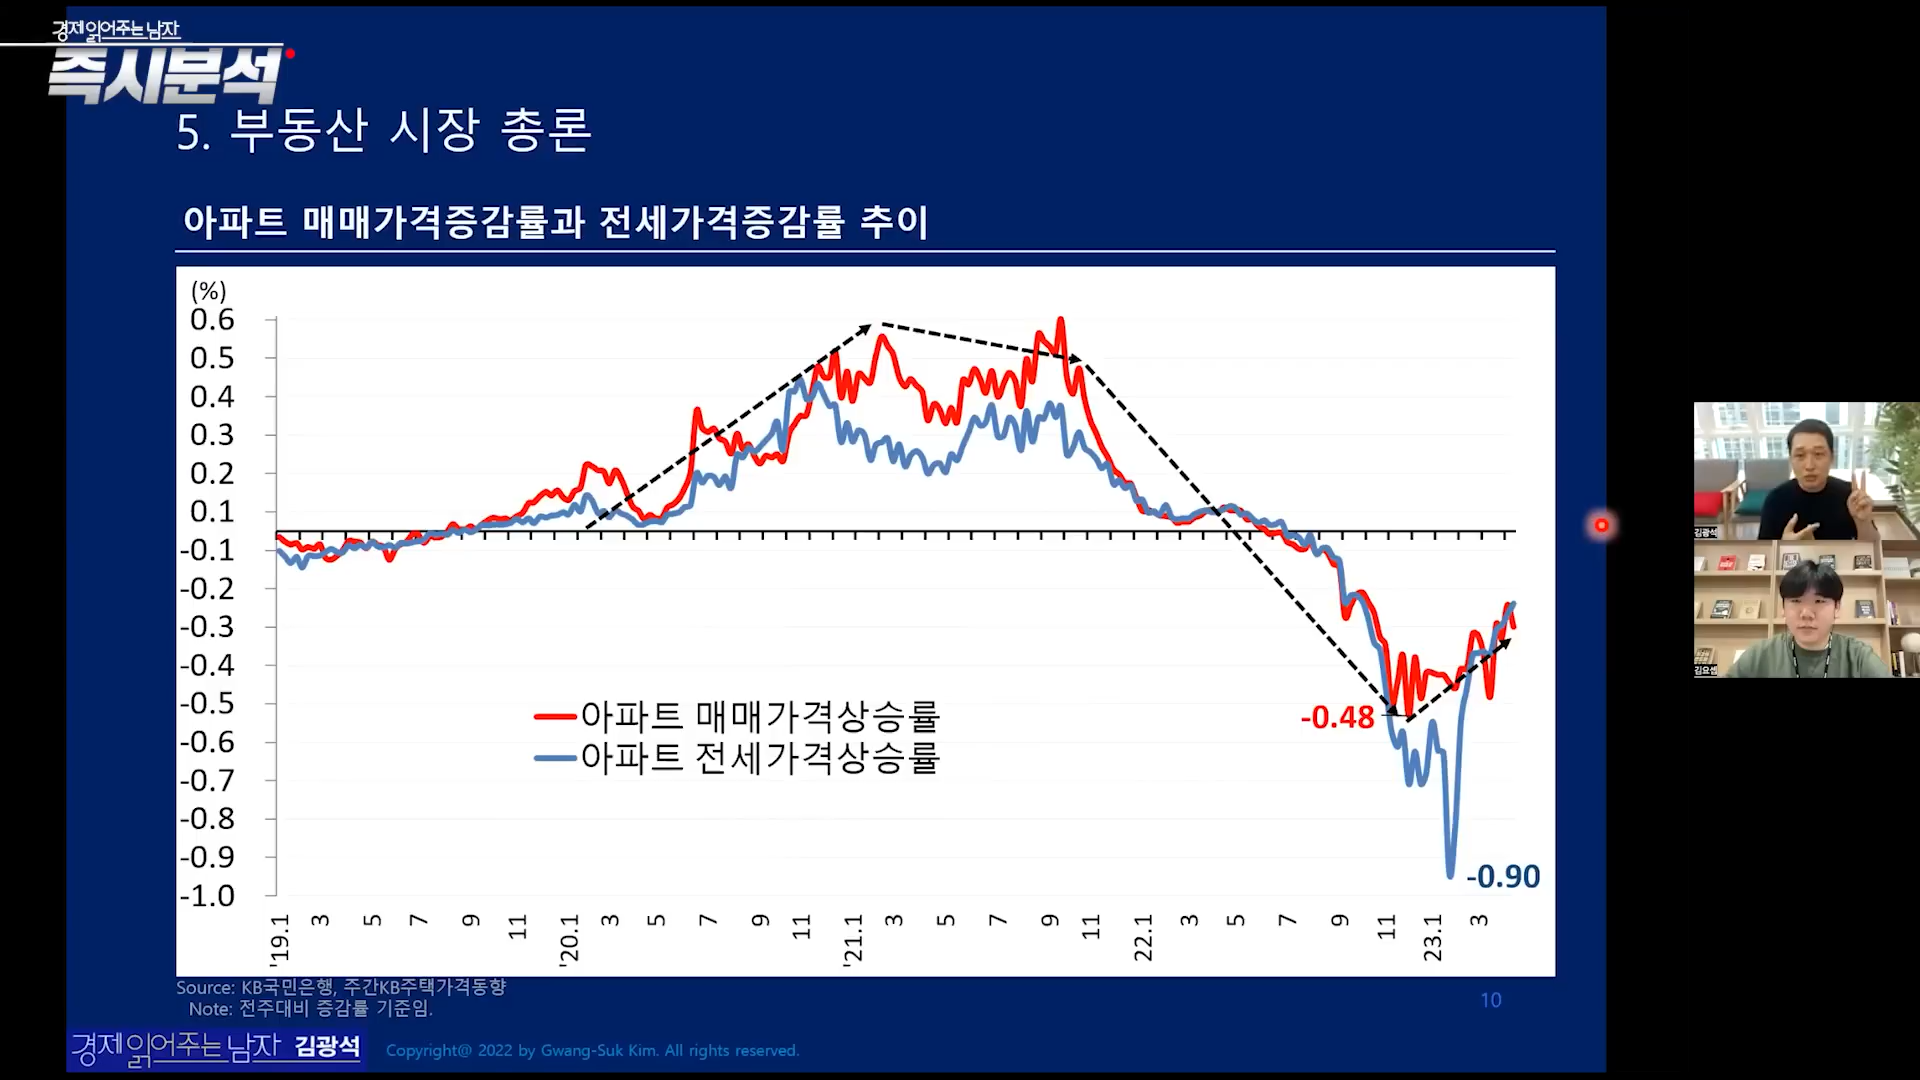 경제읽어주는남자
즉시분석
5. 부동산 시장 총론
아파트 매매가격증감률과 전세가격증감률 추이
(%)
0.6
0.5
0.4
0.3
0.2
0.1
-0.1
-0.2
-0.3
-0.4
-0.5
-0.6
-0.7
-0.8
-0.9
-1.0
아파트 매매가격상승률
아파트 전세가격상승률
-0.48
-0.90
'19.1 3 5 7 9 11 '20.1 3 5 7 9 11 '21.1 3 5 7 9 11 22.1 3 5 7 9 11 23.1 3
Source: KB국민은행, 주간KB주택가격동향
Note: 전주대비 증감률 기준임.
10
경제읽어주는남자 김광석
Copyright@ 2022 by Gwang-Suk Kim. All rights reserved.
김광석
김요셉